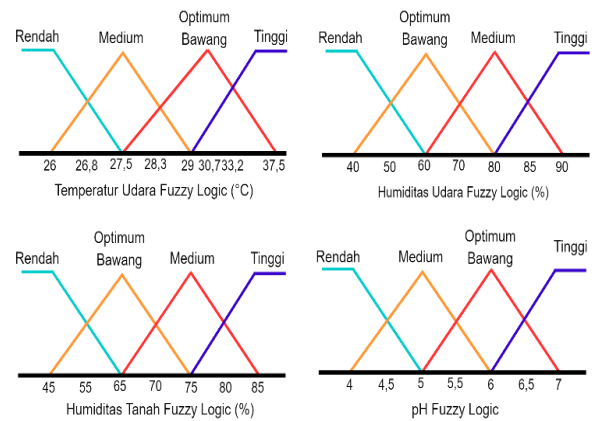 Rendah Medium Optimum Bawang Tinggi
26 26,8 27,5 28,3 29 30,7 33,2 37,5
Temperatur Udara Fuzzy Logic (°C)
Rendah Optimum Bawang Medium Tinggi
40 50 60 70 80 85 90
Humiditas Udara Fuzzy Logic (%)
Rendah Optimum Bawang Medium Tinggi
45 55 65 70 75 80 85
Humiditas Tanah Fuzzy Logic (%)
Rendah Medium Optimum Bawang Tinggi
4 4,5 5 5,5 6 6,5 7
pH Fuzzy Logic